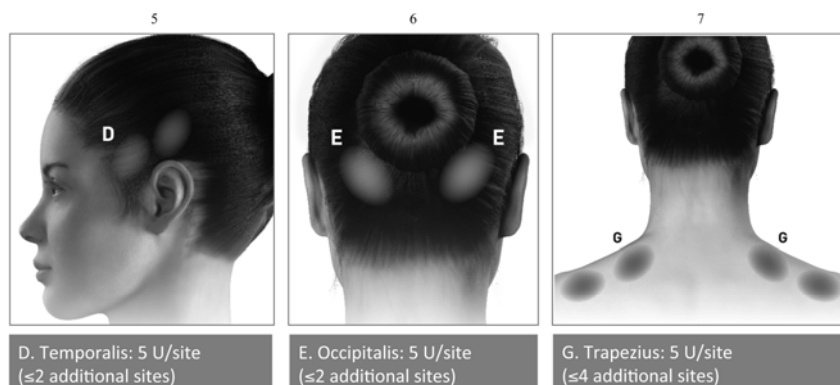 5
6
7
D
E
E
G
G
D. Temporalis: 5 U/site
(≤2 additional sites)
E. Occipitalis: 5 U/site
(≤2 additional sites)
G. Trapezius: 5 U/site
(≤4 additional sites)